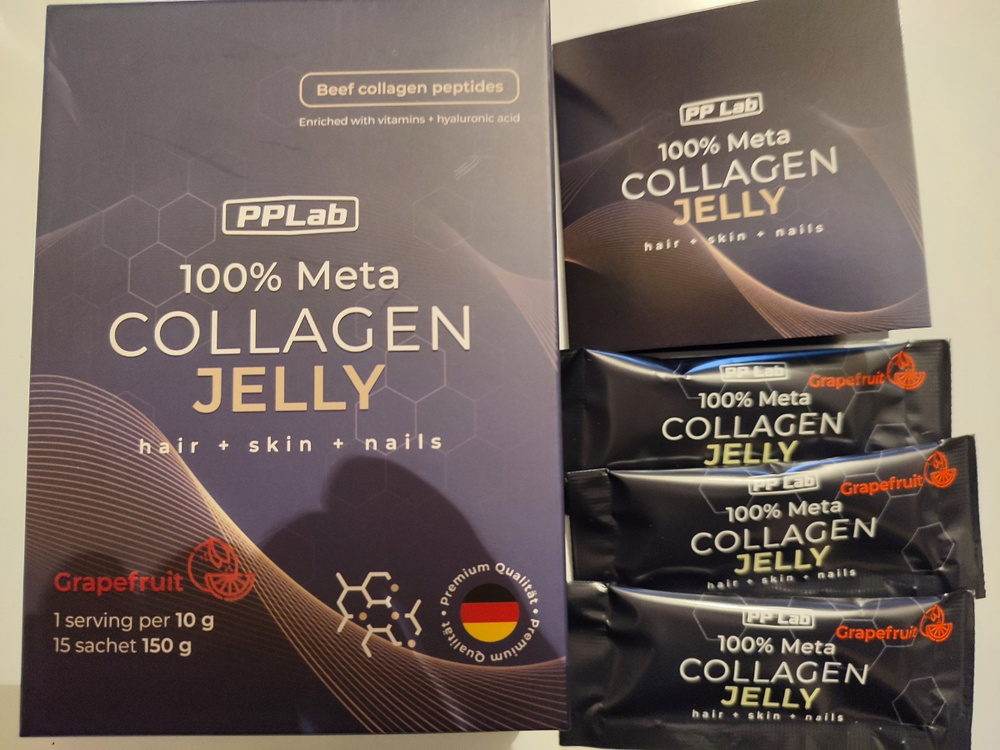 Beef collagen peptides
Enriched with vitamins + hyaluronic acid
PPLab
100% Meta
COLLAGEN
JELLY
hair + skin + nails
Grapefruit
1 serving per 10 g
15 sachet 150 g
Premium Qualität • Premium Qualität •
PP Lab
100% Meta
COLLAGEN
JELLY
hair + skin + nails
PP Lab
Grapefruit
100% Meta
COLLAGEN
JELLY
PP Lab
Grapefruit
100% Meta
COLLAGEN
JELLY
hair + skin + nails
PP Lab
Grapefruit
100% Meta
COLLAGEN
JELLY
hair + skin + nails